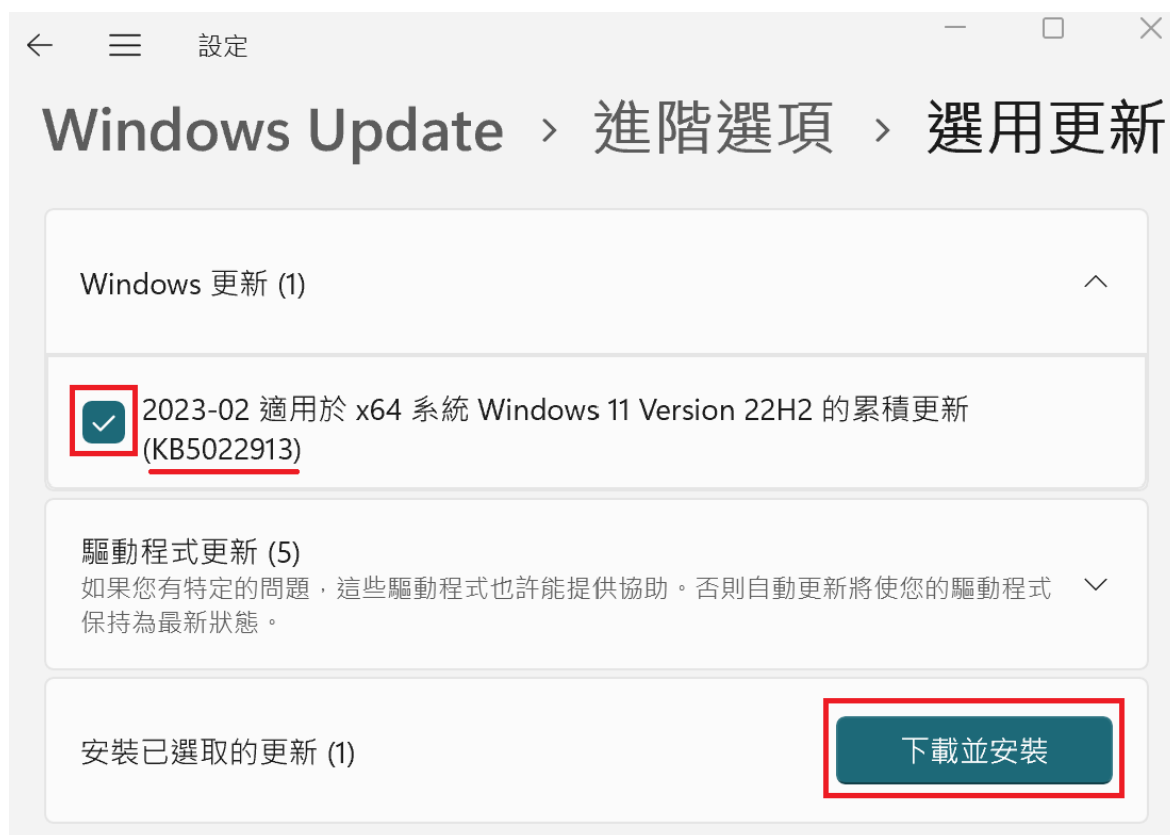 設定
Windows Update > 進階選項 > 選用更新
Windows 更新 (1)
2023-02 適用於 x64 系統 Windows 11 Version 22H2 的累積更新
(KB5022913)
驅動程式更新 (5)
如果您有特定的問題，這些驅動程式也許能提供協助。否則自動更新將使您的驅動程式
保持為最新狀態。
安裝已選取的更新 (1)
下載並安裝